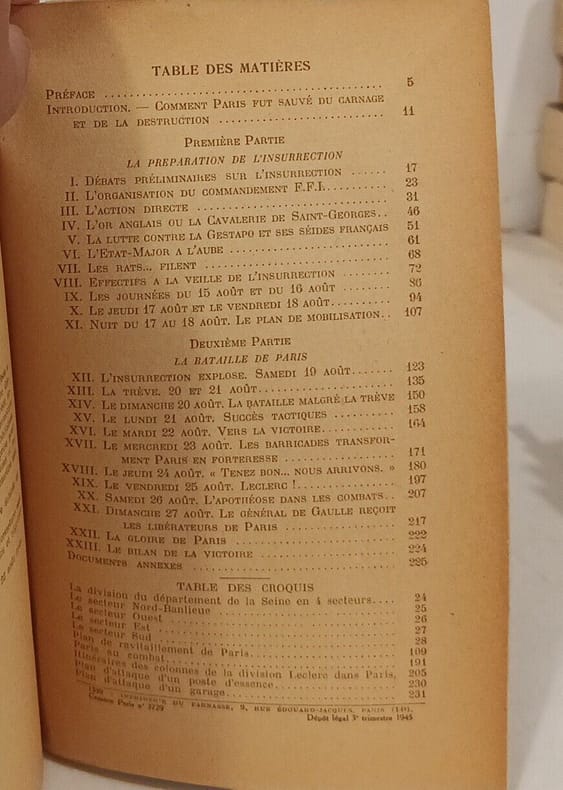 TABLE DES MATIÈRES
PRÉFACE .......... 5
INTRODUCTION. — COMMENT PARIS FUT SAUVÉ DU CARNAGE
ET DE LA DESTRUCTION .......... 11
PREMIÈRE PARTIE
LA PREPARATION DE L'INSURRECTION
I. DÉBATS PRÉLIMINAIRES SUR L'INSURRECTION ...... 17
II. L'ORGANISATION DU COMMANDEMENT F.F.I. .......... 23
III. L'ACTION DIRECTE .......... 31
IV. L'OR ANGLAIS OU LA CAVALERIE DE SAINT-GEORGES.. 46
V. LA LUTTE CONTRE LA GESTAPO ET SES SÉIDES FRANÇAIS 51
VI. L'ETAT-MAJOR A L'AUBE .......... 61
VII. LES RATS... FILENT .......... 68
VIII. EFFECTIFS A LA VEILLE DE L'INSURRECTION ........ 72
IX. LES JOURNÉES DU 15 AOÛT ET DU 16 AOÛT ........ 86
X. LE JEUDI 17 AOÛT ET LE VENDREDI 18 AOÛT........ 94
XI. NUIT DU 17 AU 18 AOÛT. LE PLAN DE MOBILISATION.. 107
DEUXIÈME PARTIE
LA BATAILLE DE PARIS
XII. L'INSURRECTION EXPLOSE. SAMEDI 19 AOÛT....... 123
XIII. LA TRÊVE. 20 ET 21 AOÛT.......... 135
XIV. LE DIMANCHE 20 AOÛT. LA BATAILLE MALGRÉ LA TRÊVE 150
XV. LE LUNDI 21 AOÛT. SUCCÈS TACTIQUES .......... 158
XVI. LE MARDI 22 AOÛT. VERS LA VICTOIRE.......... 164
XVII. LE MERCREDI 23 AOÛT. LES BARRICADES TRANSFOR-
MENT PARIS EN FORTERESSE .......... 171
XVIII. LE JEUDI 24 AOÛT. « TENEZ BON... NOUS ARRIVONS. » 180
XIX. LE VENDREDI 25 AOÛT. LECLERC !.......... 197
XX. SAMEDI 26 AOÛT. L'APOTHÉOSE DANS LES COMBATS.. 207
XXI. DIMANCHE 27 AOÛT. LE GÉNÉRAL DE GAULLE REÇOIT
LES LIBÉRATEURS DE PARIS .......... 217
XXII. LA GLOIRE DE PARIS .......... 222
XXIII. LE BILAN DE LA VICTOIRE .......... 224
DOCUMENTS ANNEXES .......... 225
TABLE DES CROQUIS
La division du département de la Seine en 4 secteurs.... 24
Le secteur Nord-Banlieue .......... 25
Le secteur Ouest .......... 26
Le secteur Est .......... 27
Le secteur Sud .......... 28
Plan de ravitaillement de Paris.......... 109
Paris au combat.......... 191
Itinéraires des colonnes de la division Leclerc dans Paris, 205
Plan d'attaque d'un poste d'essence.......... 230
Plan d'attaque d'un garage.......... 231
IMPRIMERIE DU PARNASSE, 9, RUE ÉDOUARD-JACQUES, PARIS (14).
Censure Paris n° 3729
Dépôt légal 3e trimestre 1945